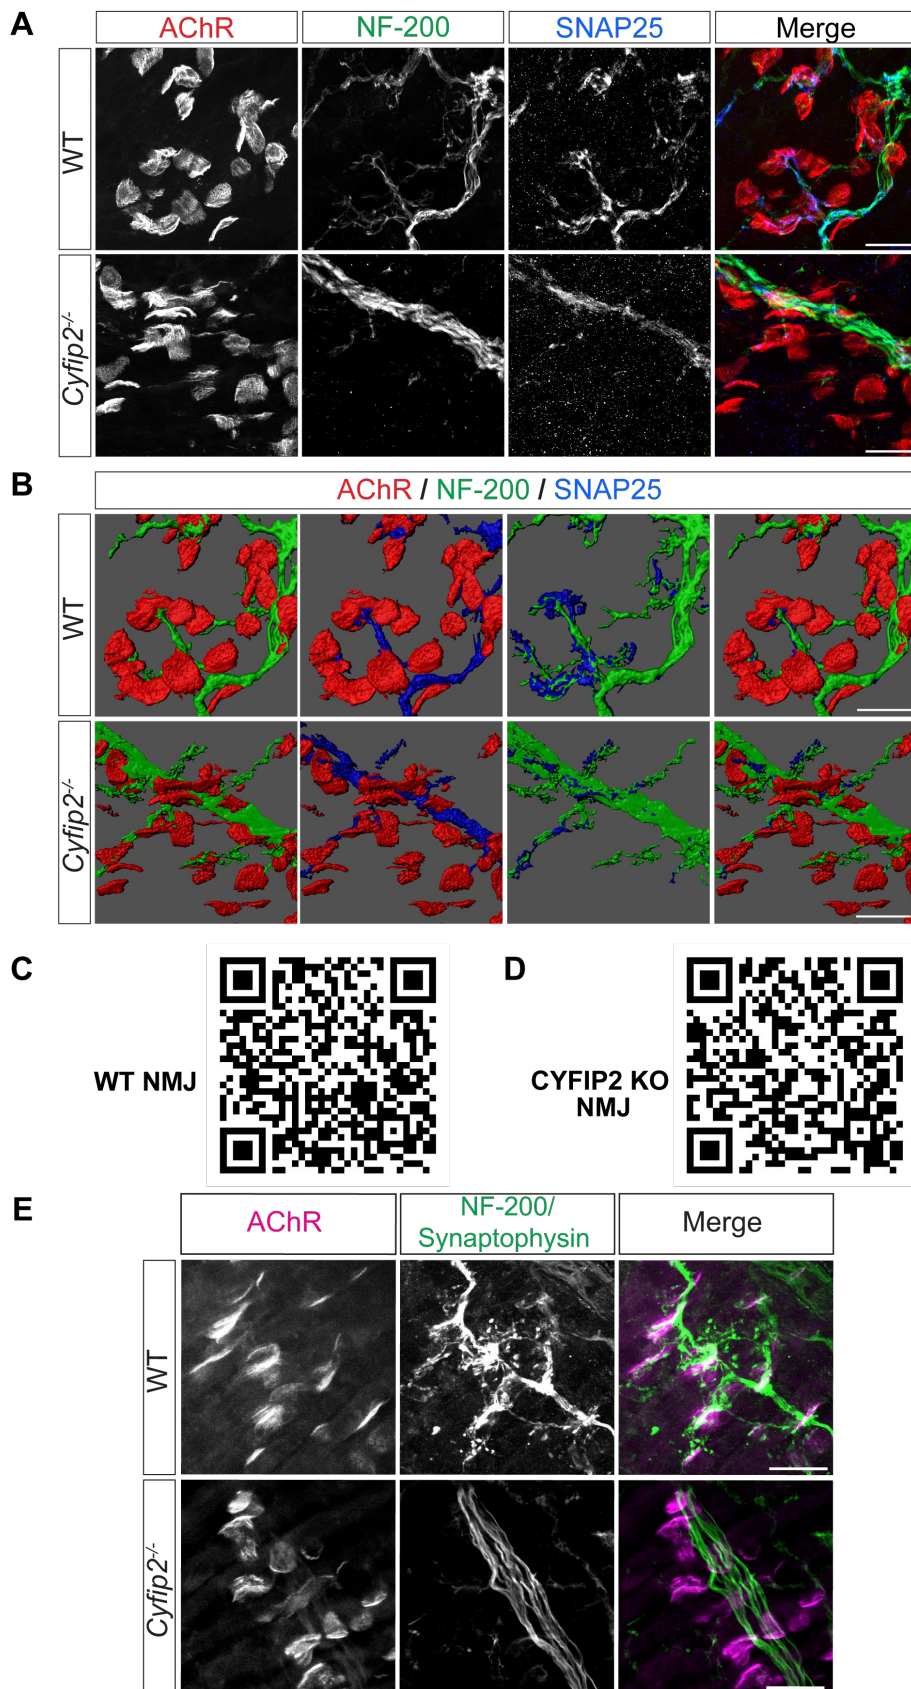 A
AChR
NF-200
SNAP25
Merge
WT
Cyfip2-/-
B
AChR / NF-200 / SNAP25
WT
Cyfip2-/-
C
D
WT NMJ
CYFIP2 KO
NMJ
E
AChR
NF-200/
Synaptophysin
Merge
WT
Cyfip2-/-